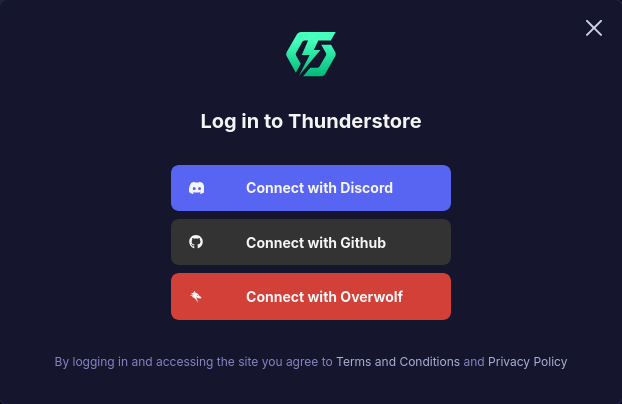 Log in to Thunderstore
Connect with Discord
Connect with Github
Connect with Overwolf
By logging in and accessing the site you agree to Terms and Conditions and Privacy Policy